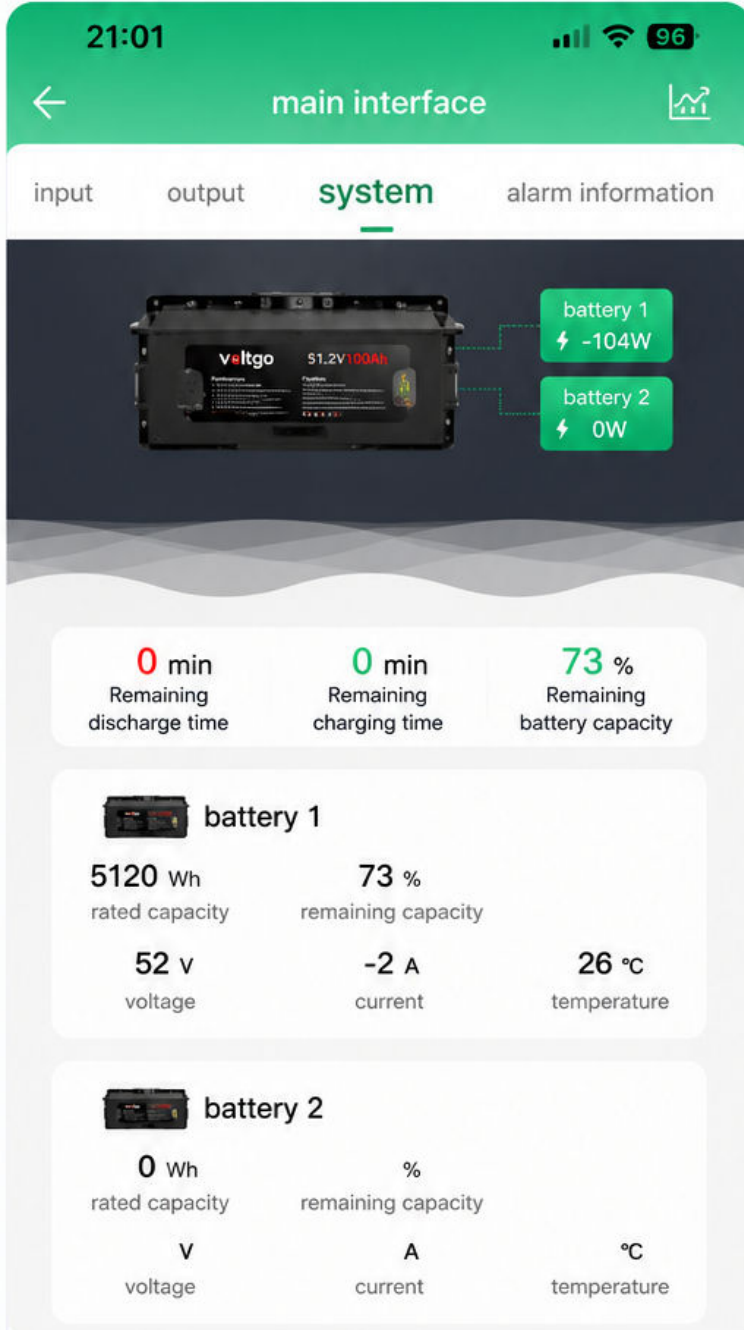 21:01
96
main interface
input output system alarm information
battery 1
-104W
voltgo 51.2V100Ah
battery 2
0W
0 min 0 min 73 %
Remaining Remaining Remaining
discharge time charging time battery capacity
battery 1
5120 Wh 73 %
rated capacity remaining capacity
52 V -2 A 26 °C
voltage current temperature
battery 2
0 Wh %
rated capacity remaining capacity
V A °C
voltage current temperature